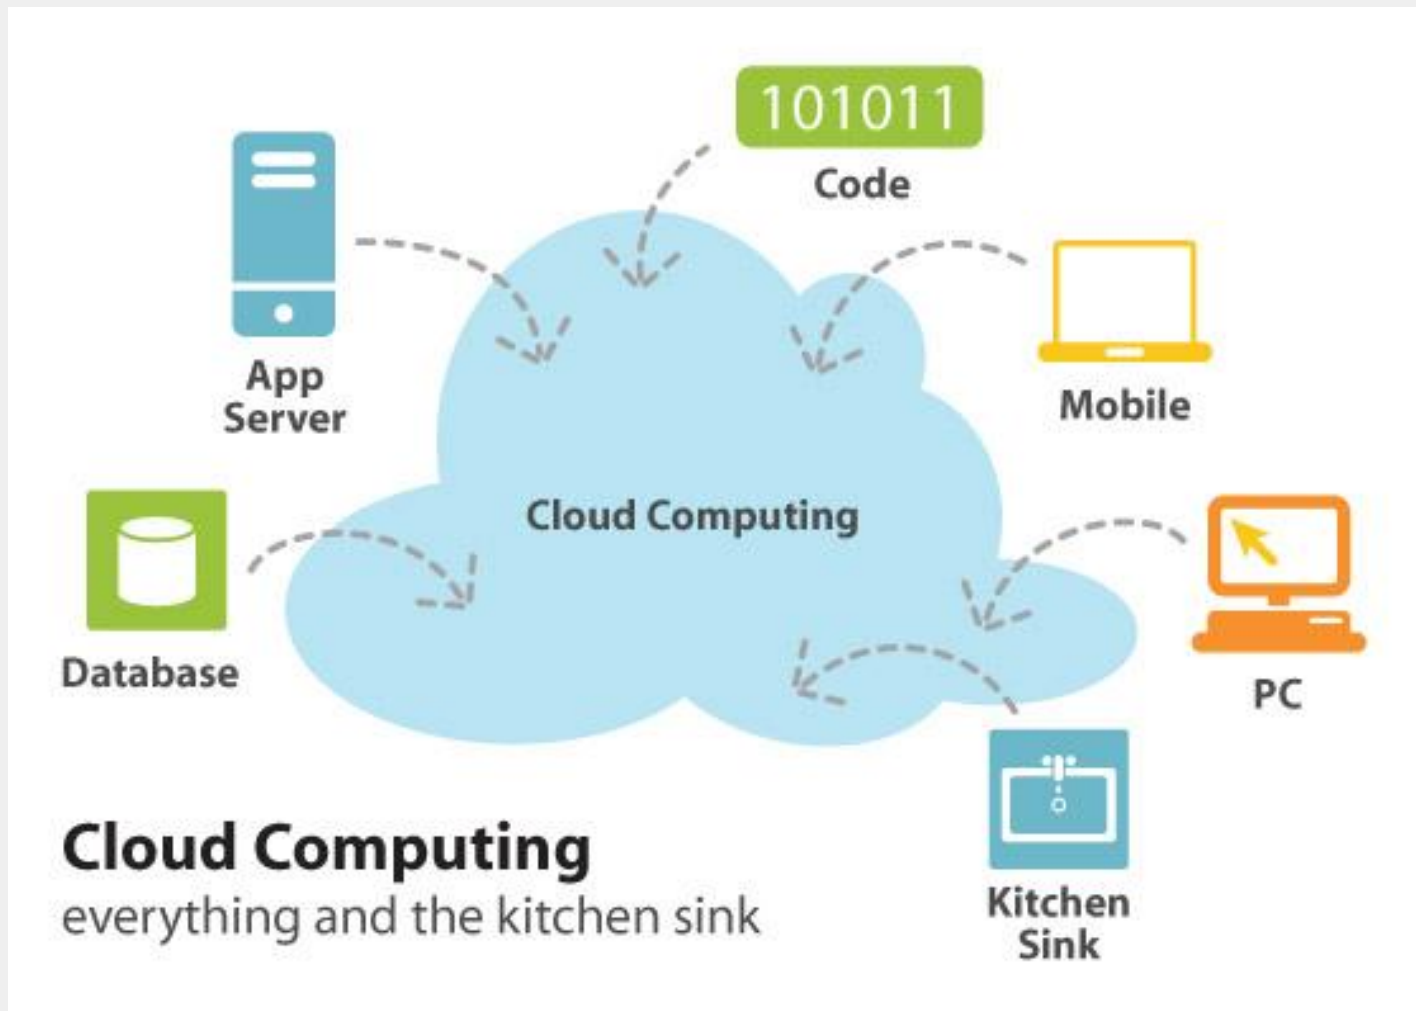 101011
Code
App
Server
Mobile
Cloud Computing
Database
PC
Kitchen
Sink
Cloud Computing
everything and the kitchen sink